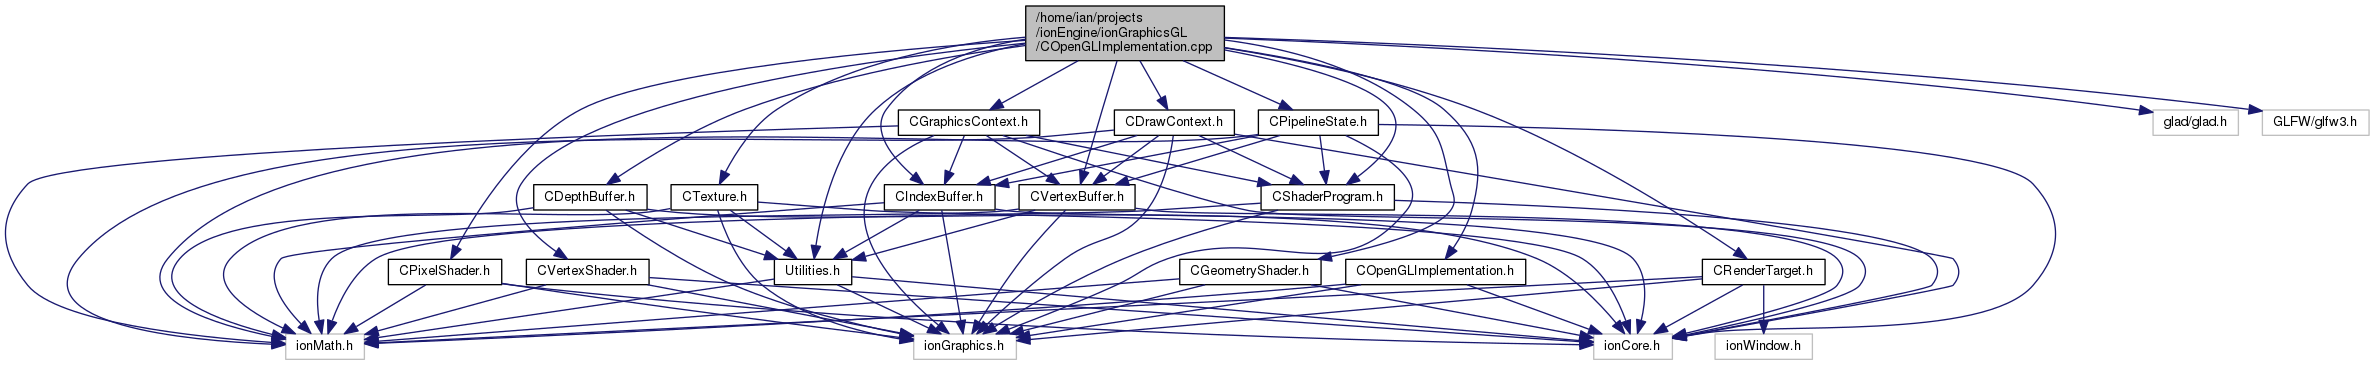 /home/ian/projects
/ionEngine/ionGraphicsGL
/COpenGLImplementation.cpp
CGraphicsContext.h
CDrawContext.h
CPipelineState.h
glad/glad.h
GLFW/glfw3.h
CDepthBuffer.h
CTexture.h
CIndexBuffer.h
CVertexBuffer.h
CShaderProgram.h
CPixelShader.h
CVertexShader.h
Utilities.h
CGeometryShader.h
COpenGLImplementation.h
CRenderTarget.h
ionMath.h
ionGraphics.h
ionCore.h
ionWindow.h